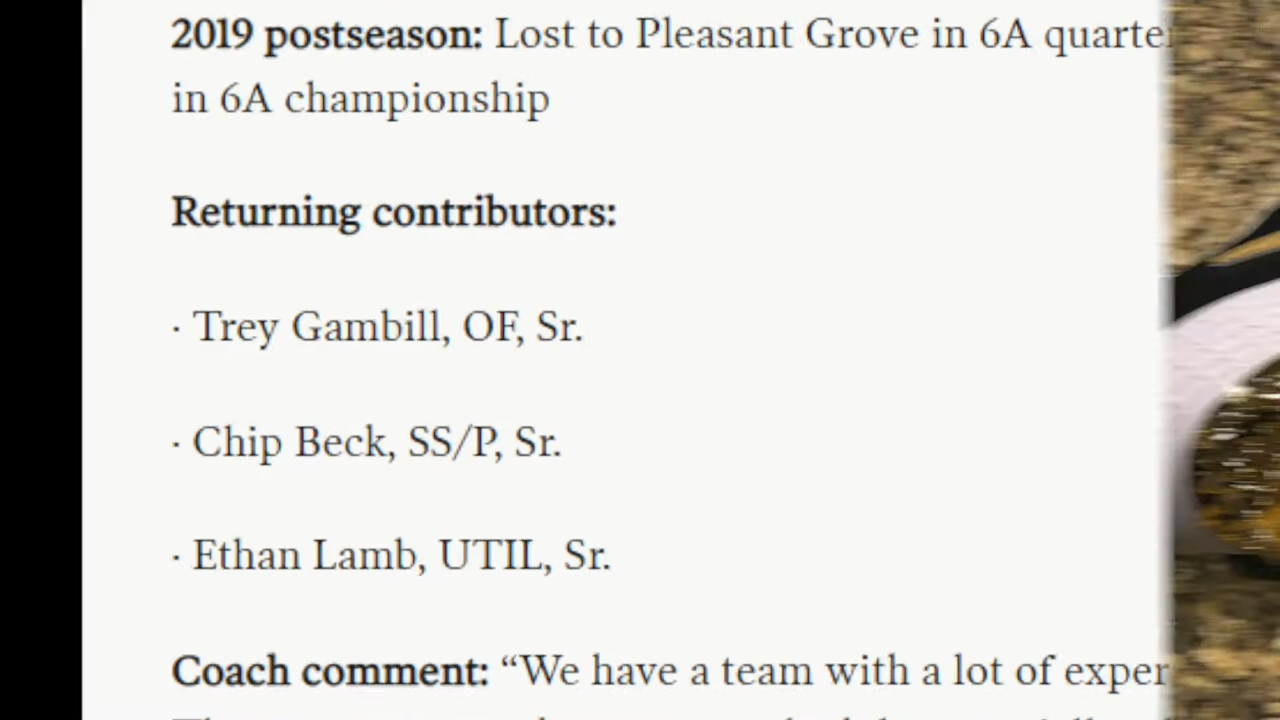 2019 postseason: Lost to Pleasant Grove in 6A
in 6A championship
Returning contributors:
· Trey Gambill, OF, Sr.
· Chip Beck, SS/P, Sr.
· Ethan Lamb, UTIL, Sr.
Coach comment: “We have a team with a lot of